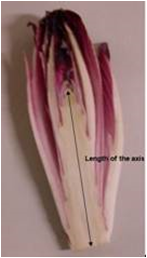 Length of the axis